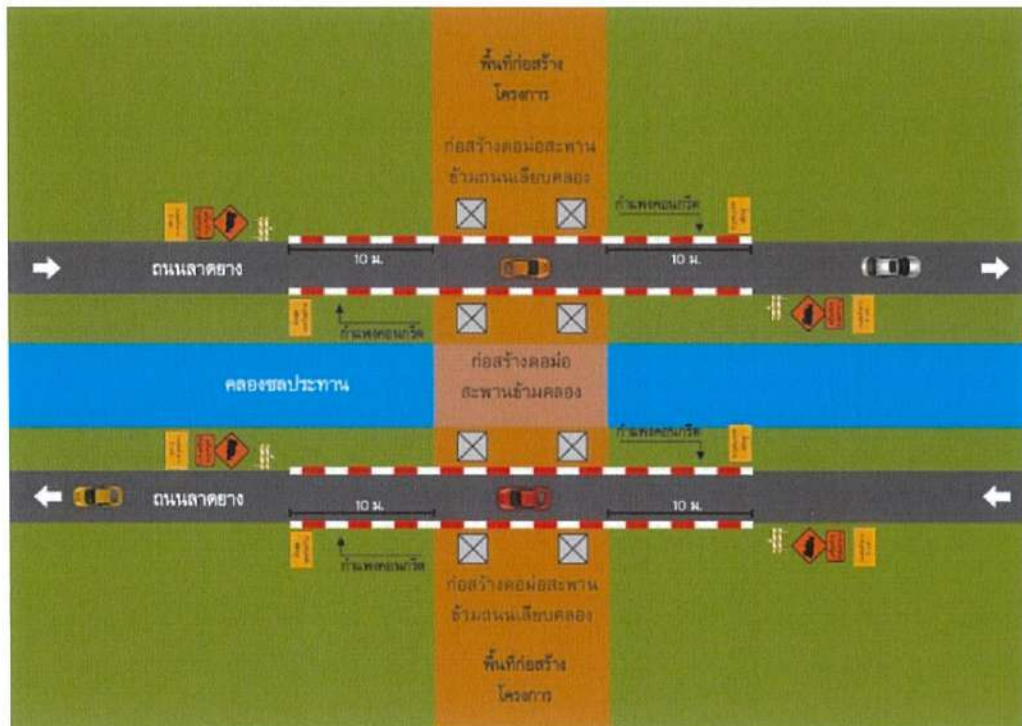 พื้นที่ก่อสร้าง
โครงการ
ก่อสร้างตอม่อสะพาน
ข้ามถนนเลียบคลอง
กำแพงคอนกรีต
10 ม.
10 ม.
ถนนลาดยาง
กำแพงคอนกรีต
ก่อสร้างตอม่อ
สะพานข้ามคลอง
คลองชลประทาน
กำแพงคอนกรีต
ถนนลาดยาง
10 ม.
10 ม.
กำแพงคอนกรีต
ก่อสร้างตอม่อสะพาน
ข้ามถนนเลียบคลอง
พื้นที่ก่อสร้าง
โครงการ